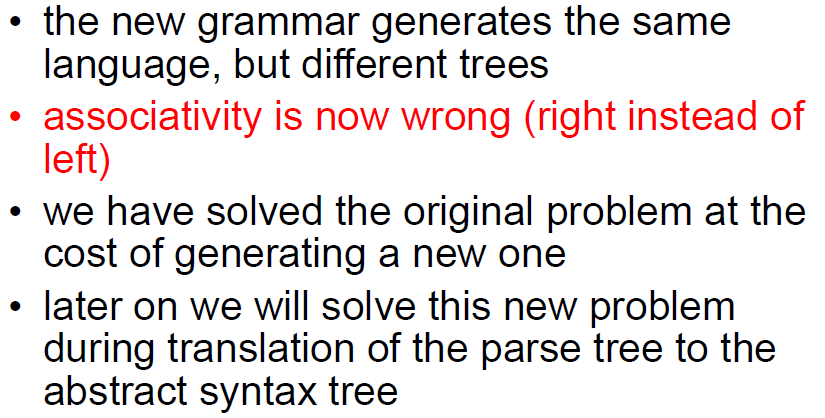 • the new grammar generates the same
language, but different trees
• associativity is now wrong (right instead of
left)
• we have solved the original problem at the
cost of generating a new one
• later on we will solve this new problem
during translation of the parse tree to the
abstract syntax tree